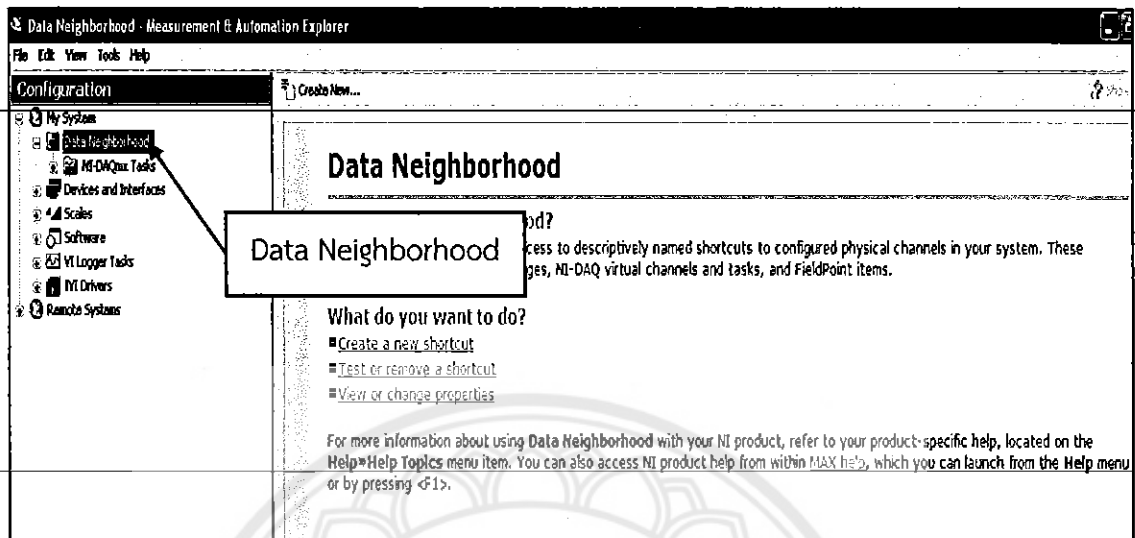 Data Neighborhood - Measurement & Automation Explorer
File Edit View Tools Help
Configuration
Create New...
My System
Data Neighborhood
NI-DAQmx Tasks
Devices and Interfaces
Scales
Software
VI Logger Tasks
IVI Drivers
Remote Systems
Data Neighborhood
Data Neighborhood
od?
cess to descriptively named shortcuts to configured physical channels in your system. These
ges, NI-DAQ virtual channels and tasks, and FieldPoint items.
What do you want to do?
Create a new shortcut
Test or remove a shortcut
View or change properties
For more information about using Data Neighborhood with your NI product, refer to your product-specific help, located on the
Help»Help Topics menu item. You can also access NI product help from within MAX help, which you can launch from the Help menu
or by pressing <F1>.